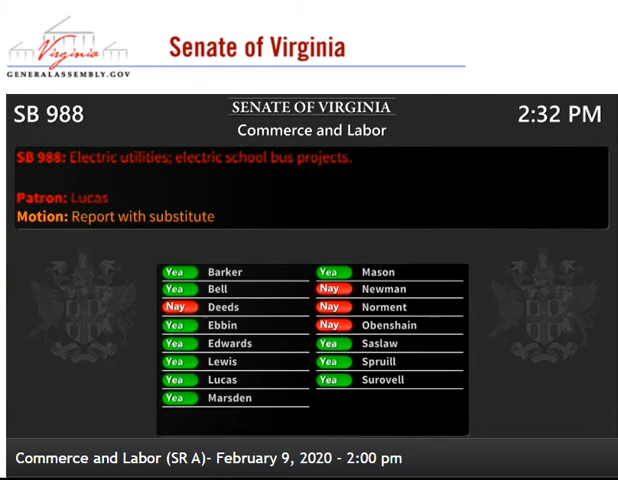 Virginia
GENERALASSEMBLY.GOV
Senate of Virginia
SB 988
SENATE OF VIRGINIA
Commerce and Labor
2:32 PM
SB 988: Electric utilities; electric school bus projects.
Patron: Lucas
Motion: Report with substitute
Yea Barker
Yea Bell
Nay Deeds
Yea Ebbin
Yea Edwards
Yea Lewis
Yea Lucas
Yea Marsden
Yea Mason
Nay Newman
Nay Norment
Nay Obenshain
Yea Saslaw
Yea Spruill
Yea Surovell
Commerce and Labor (SR A)- February 9, 2020 - 2:00 pm